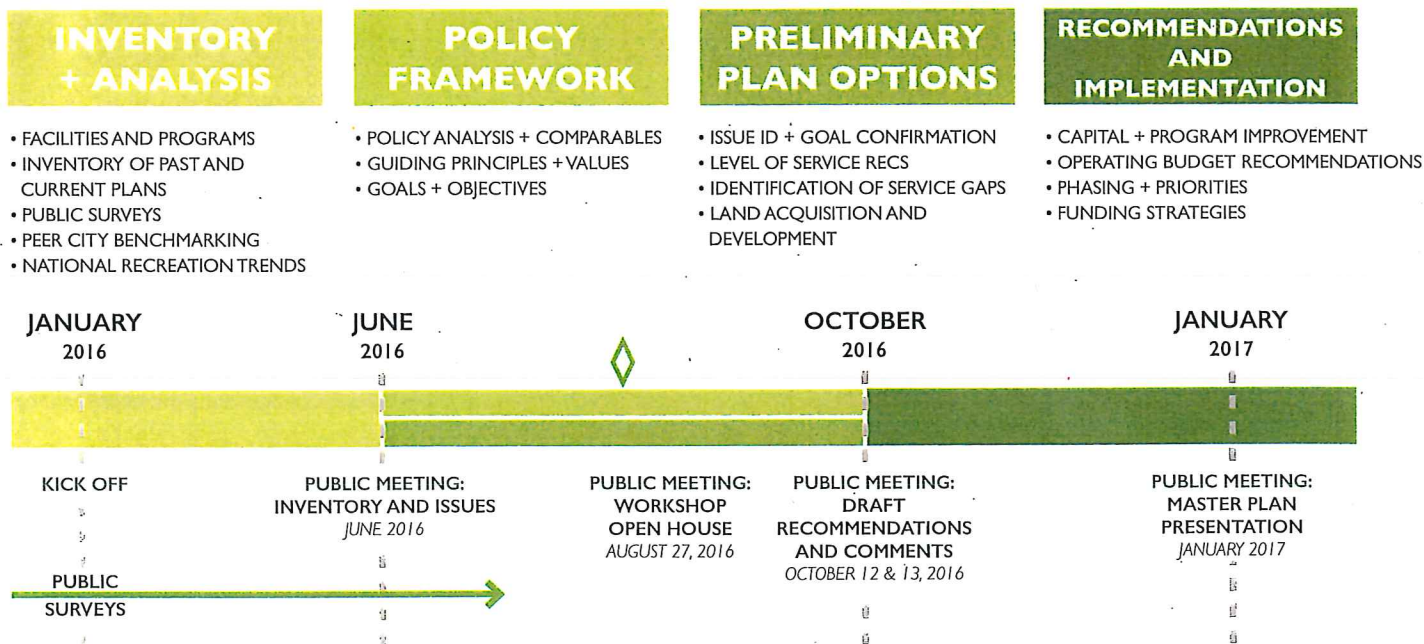 INVENTORY
+ ANALYSIS
• FACILITIES AND PROGRAMS
• INVENTORY OF PAST AND
CURRENT PLANS
• PUBLIC SURVEYS
• PEER CITY BENCHMARKING
• NATIONAL RECREATION TRENDS
POLICY
FRAMEWORK
• POLICY ANALYSIS + COMPARABLES
• GUIDING PRINCIPLES + VALUES
• GOALS + OBJECTIVES
PRELIMINARY
PLAN OPTIONS
• ISSUE ID + GOAL CONFIRMATION
• LEVEL OF SERVICE RECS
• IDENTIFICATION OF SERVICE GAPS
• LAND ACQUISITION AND
DEVELOPMENT
RECOMMENDATIONS
AND
IMPLEMENTATION
• CAPITAL + PROGRAM IMPROVEMENT
• OPERATING BUDGET RECOMMENDATIONS
• PHASING + PRIORITIES
• FUNDING STRATEGIES
JANUARY
2016
JUNE
2016
OCTOBER
2016
JANUARY
2017
KICK OFF
PUBLIC MEETING:
INVENTORY AND ISSUES
JUNE 2016
PUBLIC MEETING:
WORKSHOP
OPEN HOUSE
AUGUST 27, 2016
PUBLIC MEETING:
DRAFT
RECOMMENDATIONS
AND COMMENTS
OCTOBER 12 & 13, 2016
PUBLIC MEETING:
MASTER PLAN
PRESENTATION
JANUARY 2017
PUBLIC
SURVEYS